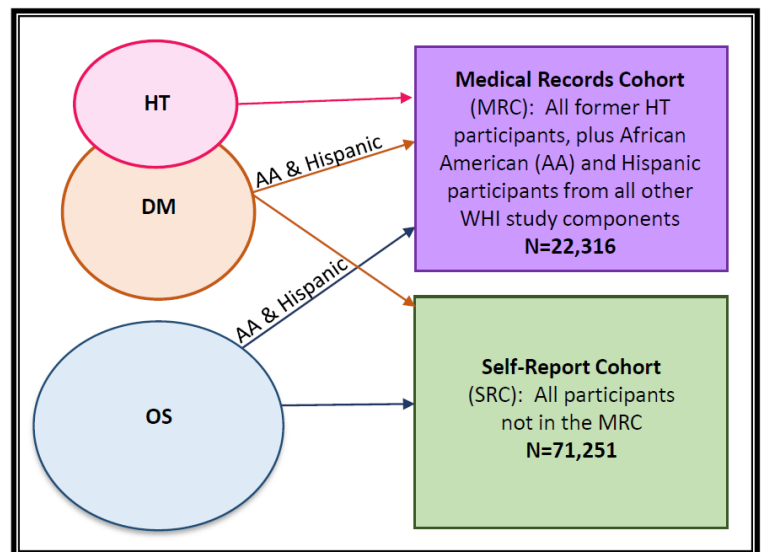 HT
DM
OS
AA & Hispanic
AA & Hispanic
Medical Records Cohort
(MRC): All former HT
participants, plus African
American (AA) and Hispanic
participants from all other
WHI study components
N=22,316
Self-Report Cohort
(SRC): All participants
not in the MRC
N=71,251